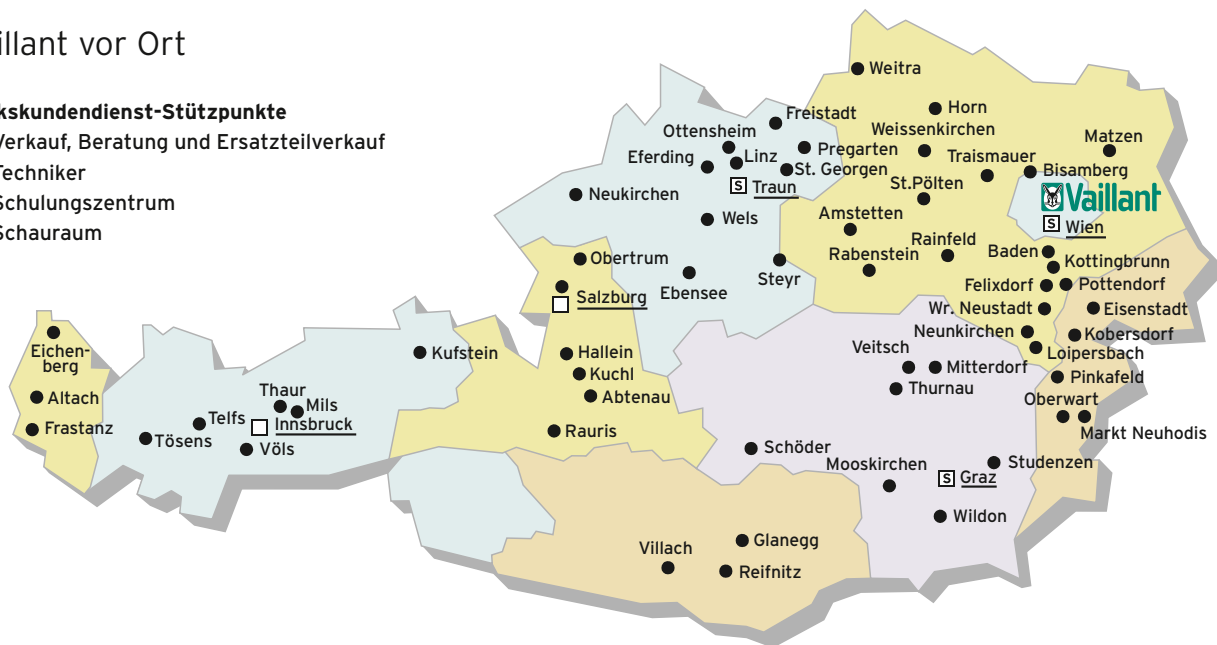 illant vor Ort
kskundendienst-Stützpunkte
Verkauf, Beratung und Ersatzteilverkauf
Techniker
Schulungszentrum
Schauraum
Weitra
Horn
Freistadt
Weissenkirchen
Ottensheim
Matzen
Pregarten
Eferding
Linz
Traismauer
Bisamberg
St. Georgen
St.Pölten
S Traun
Neukirchen
Vaillant
Amstetten
Wels
S Wien
Rainfeld
Baden
Rabenstein
Obertrum
Kottingbrunn
Steyr
Felixdorf
Pottendorf
Ebensee
Salzburg
Wr. Neustadt
Eisenstadt
Neunkirchen
Kobersdorf
Eichen-
berg
Kufstein
Hallein
Veitsch
Loipersbach
Mitterdorf
Kuchl
Pinkafeld
Thurnau
Thaur
Altach
Abtenau
Oberwart
Mils
Telfs
Innsbruck
Frastanz
Rauris
Markt Neuhodis
Tösens
Völs
Schöder
Mooskirchen
Studenzen
S Graz
Wildon
Glanegg
Villach
Reifnitz